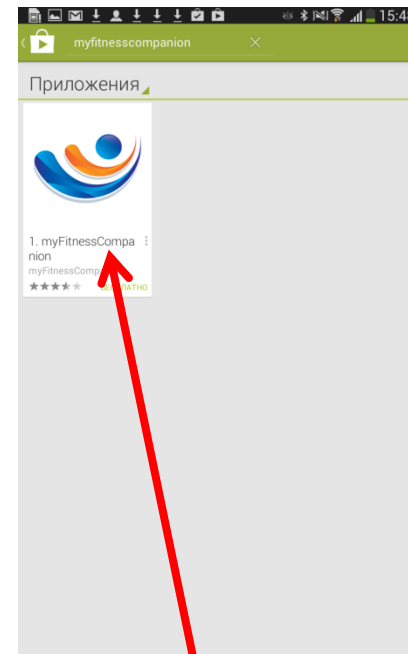 15:4
myfitnesscompanion
Приложения
1. myFitnessCompa
nion
myFitnessComp